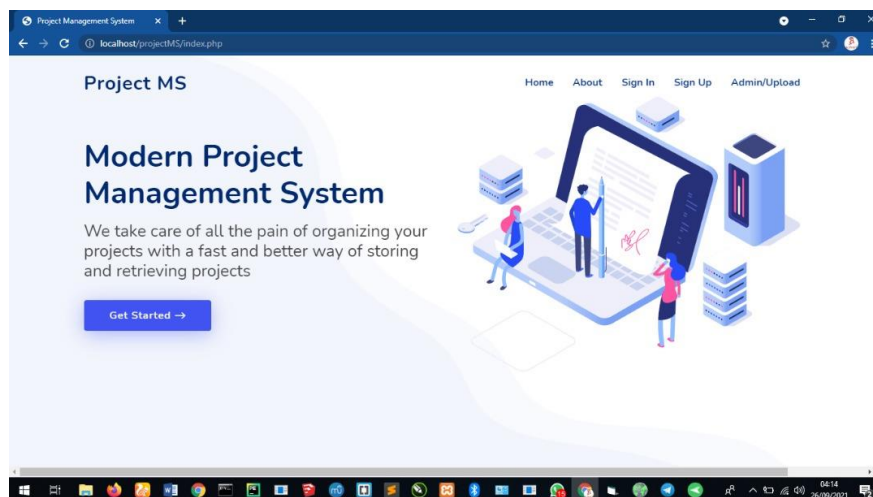 Project Management System
localhost/projectMS/index.php
Project MS
Home About Sign In Sign Up Admin/Upload
Modern Project
Management System
We take care of all the pain of organizing your
projects with a fast and better way of storing
and retrieving projects
Get Started →
04:14
26/09/2021